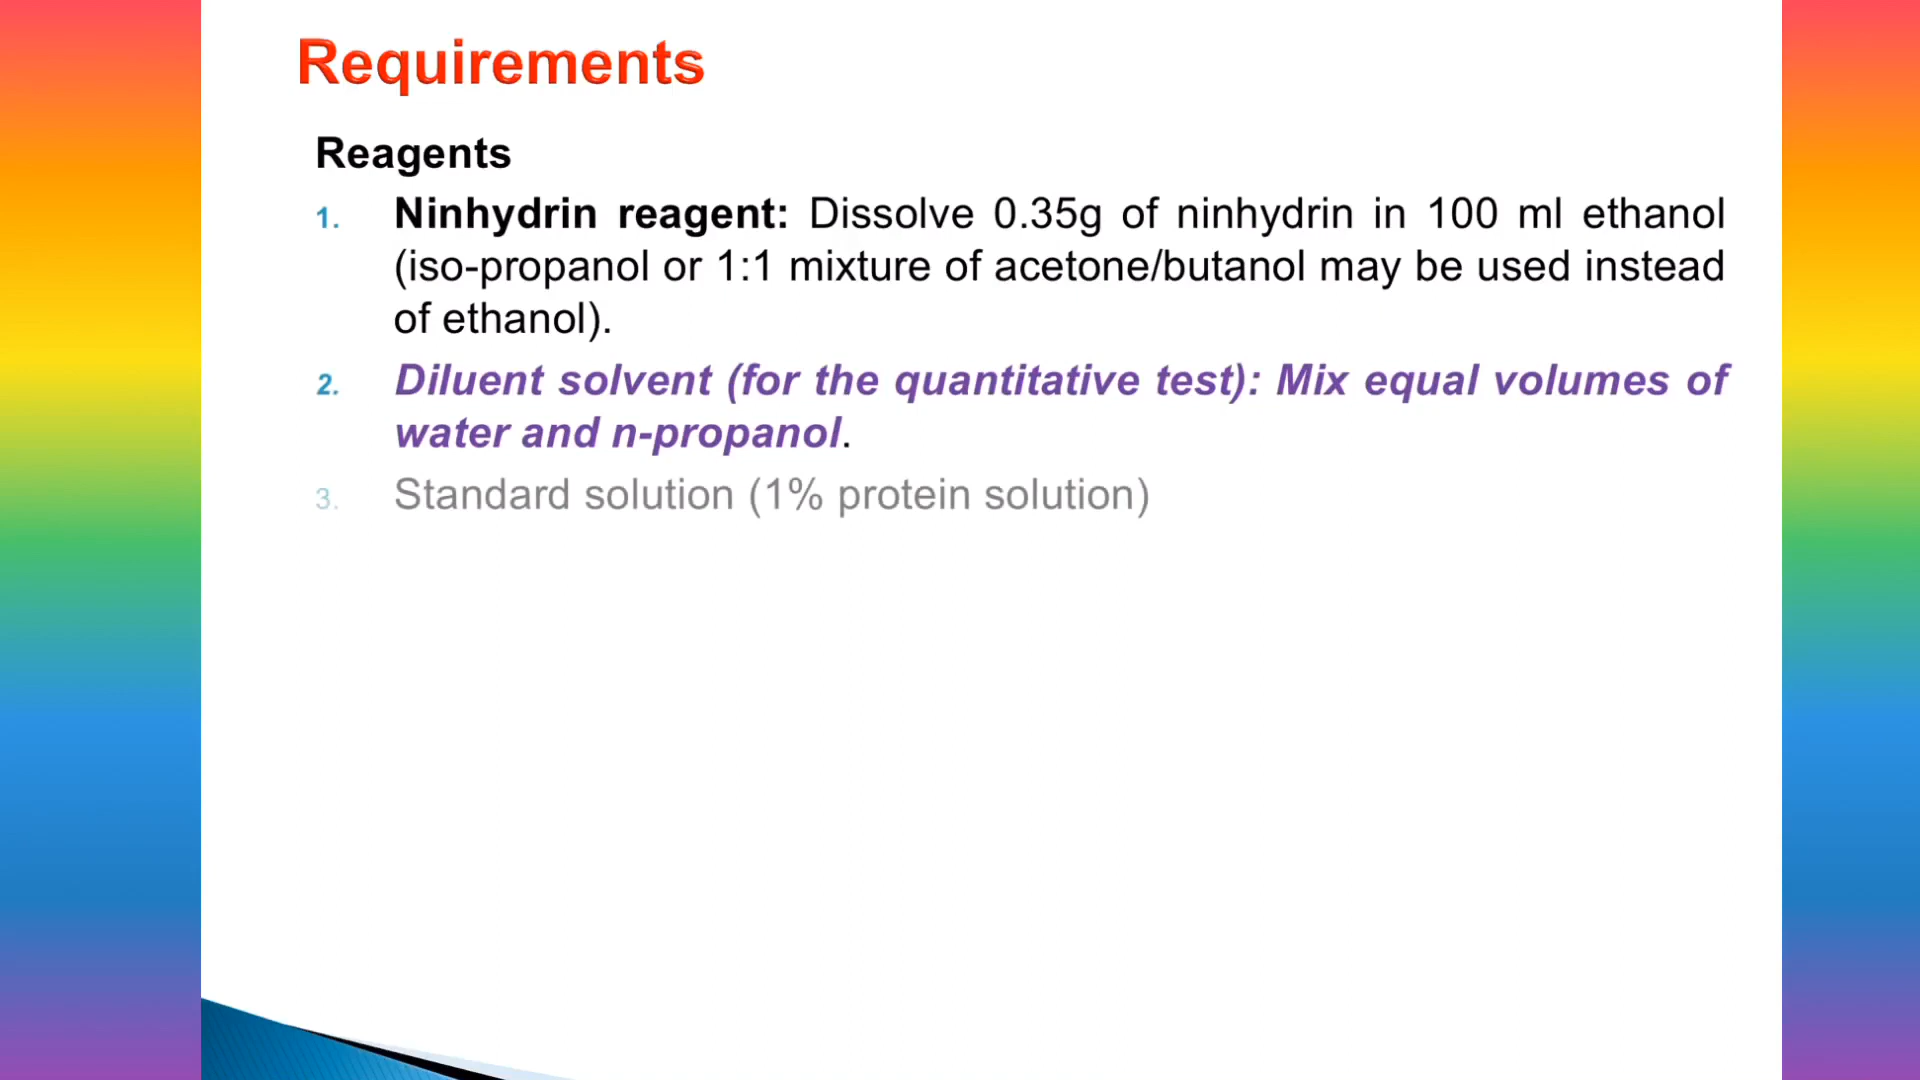 Requirements
Reagents
1. Ninhydrin reagent: Dissolve 0.35g of ninhydrin in 100 ml ethanol
(iso-propanol or 1:1 mixture of acetone/butanol may be used instead
of ethanol).
2. Diluent solvent (for the quantitative test): Mix equal volumes of
water and n-propanol.
3. Standard solution (1% protein solution)